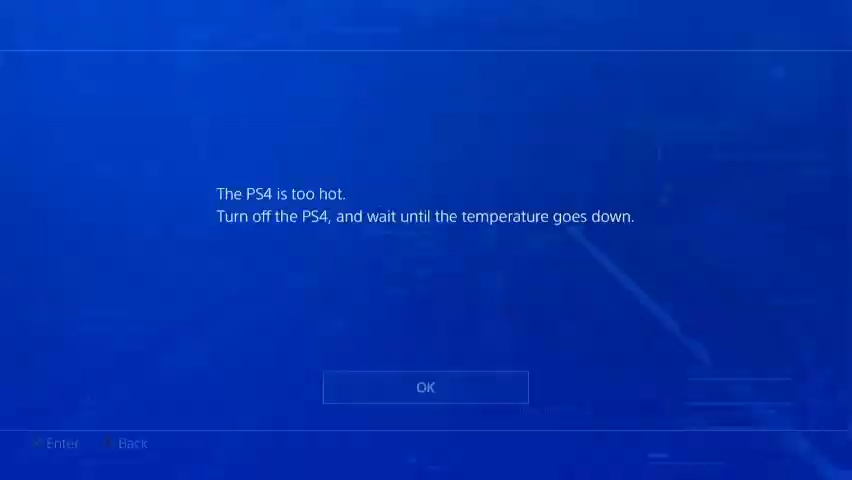 The PS4 is too hot.
Turn off the PS4, and wait until the temperature goes down.
OK
Enter Back